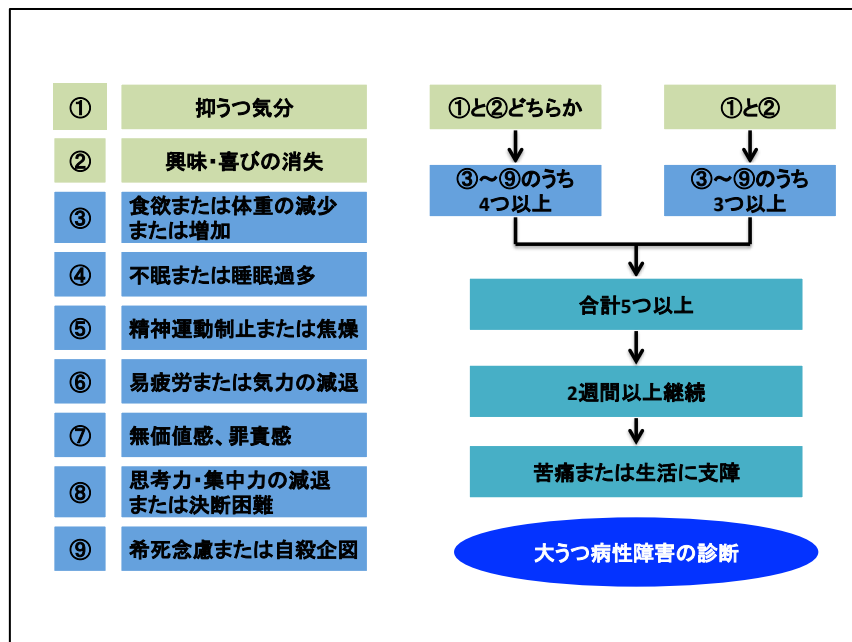 ①
抑うつ気分
②
興味・喜びの消失
③
食欲または体重の減少
または増加
④
不眠または睡眠過多
⑤
精神運動制止または焦燥
⑥
易疲労または気力の減退
⑦
無価値感、罪責感
⑧
思考力・集中力の減退
または決断困難
⑨
希死念慮または自殺企図
①と②どちらか
①と②
③～⑨のうち
4つ以上
③～⑨のうち
3つ以上
合計5つ以上
2週間以上継続
苦痛または生活に支障
大うつ病性障害の診断